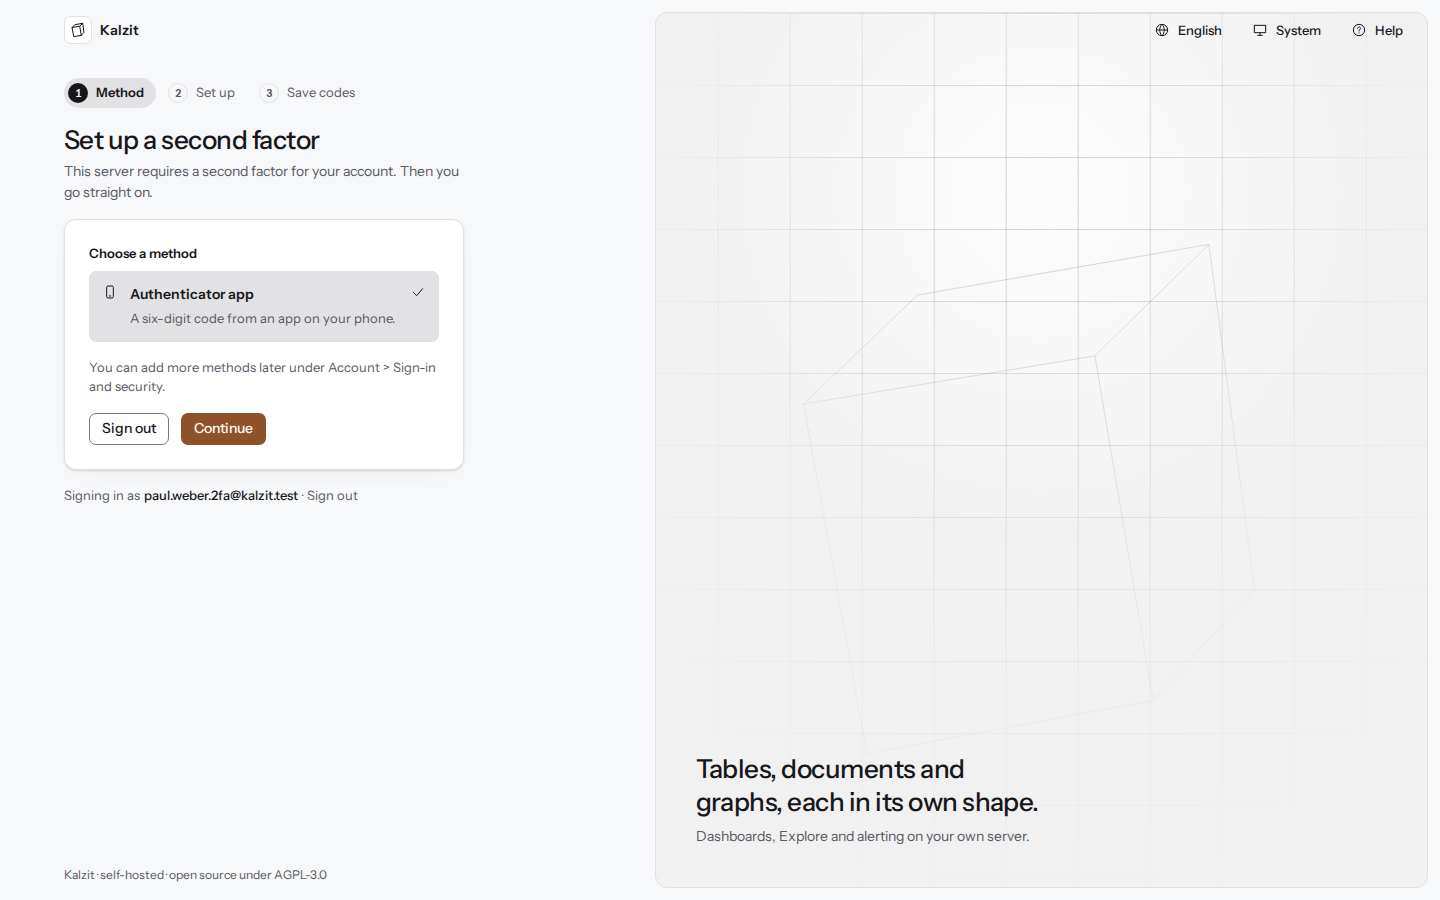 Kalzit
English
System
Help
1 Method
2 Set up
3 Save codes
Set up a second factor
This server requires a second factor for your account. Then you
go straight on.
Choose a method
Authenticator app
A six-digit code from an app on your phone.
You can add more methods later under Account > Sign-in
and security.
Sign out
Continue
Signing in as paul.weber.2fa@kalzit.test · Sign out
Tables, documents and
graphs, each in its own shape.
Dashboards, Explore and alerting on your own server.
Kalzit · self-hosted · open source under AGPL-3.0